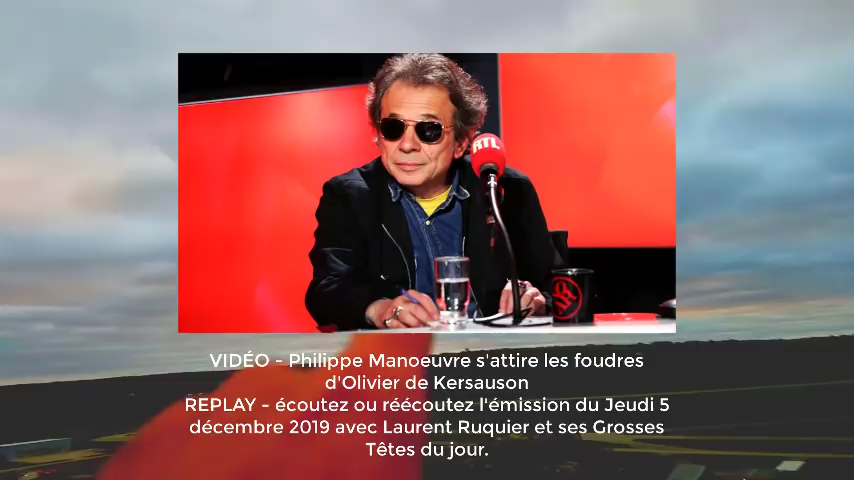 RTL
VIDÉO - Philippe Manoeuvre s'attire les foudres
d'Olivier de Kersauson
REPLAY - écoutez ou réécoutez l'émission du Jeudi 5
décembre 2019 avec Laurent Ruquier et ses Grosses
Têtes du jour.